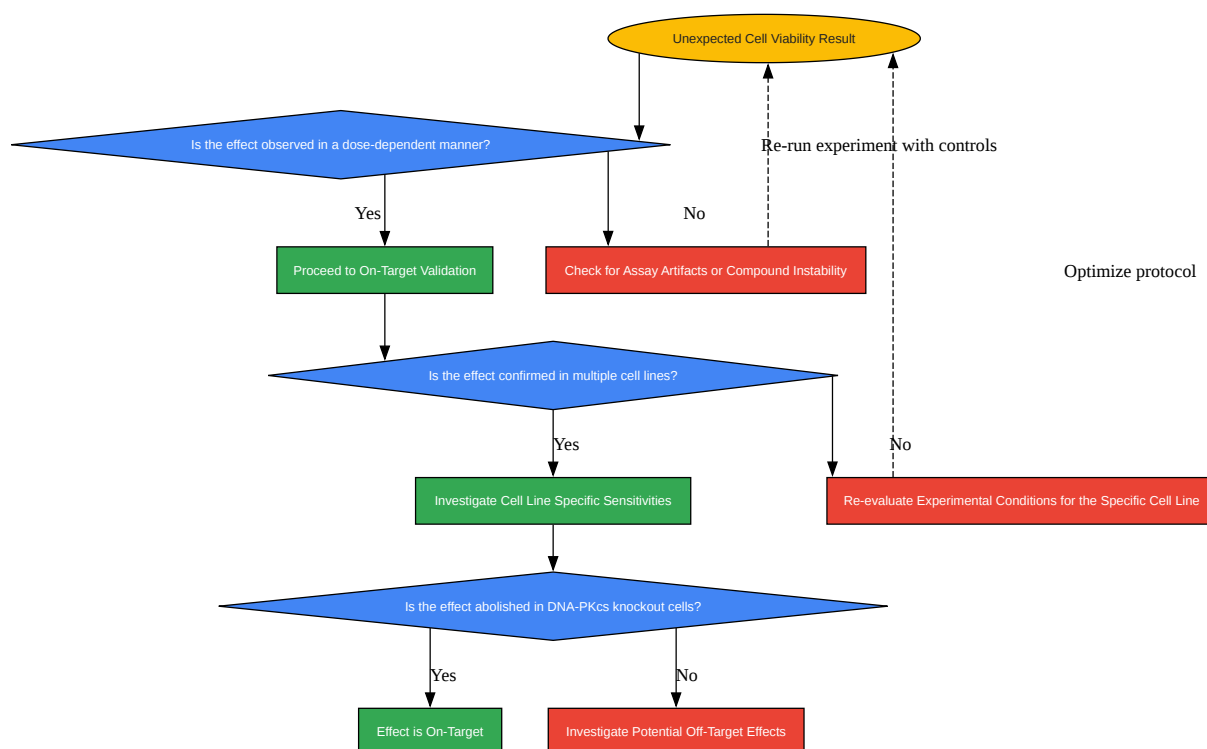 Unexpected Cell Viability Result
Is the effect observed in a dose-dependent manner?
Re-run experiment with controls
Yes
No
Proceed to On-Target Validation
Check for Assay Artifacts or Compound Instability
Optimize protocol
Is the effect confirmed in multiple cell lines?
Yes
No
Investigate Cell Line Specific Sensitivities
Re-evaluate Experimental Conditions for the Specific Cell Line
Is the effect abolished in DNA-PKcs knockout cells?
Yes
No
Effect is On-Target
Investigate Potential Off-Target Effects